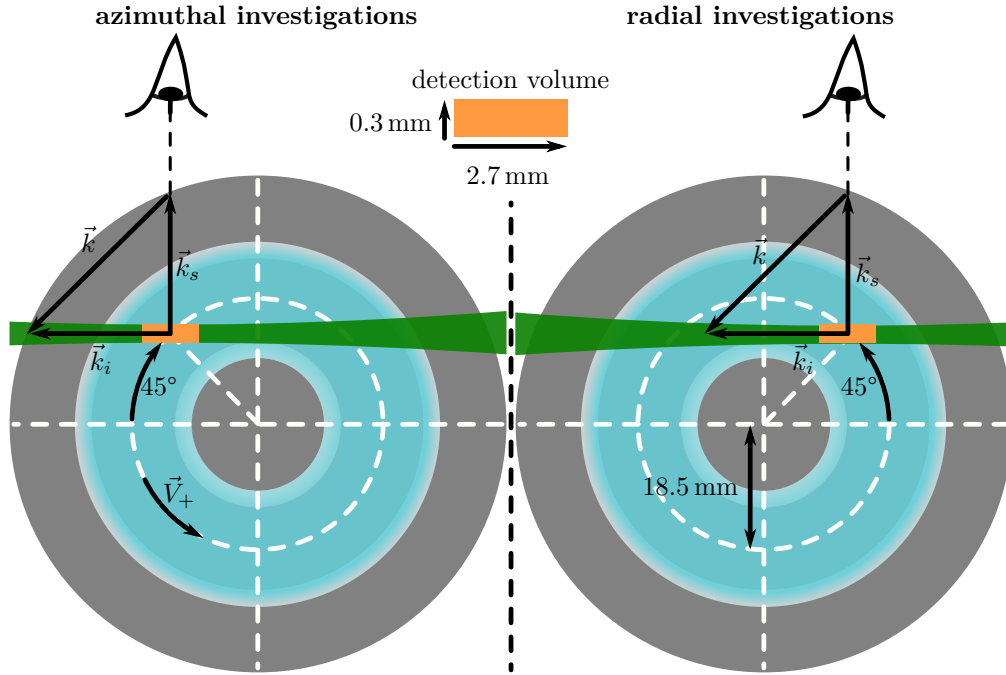 azimuthal investigations
radial investigations
detection volume
0.3 mm
2.7 mm
k⃗
k⃗ₛ
k⃗ᵢ
45°
V⃗₊
k⃗
k⃗ₛ
k⃗ᵢ
45°
18.5 mm